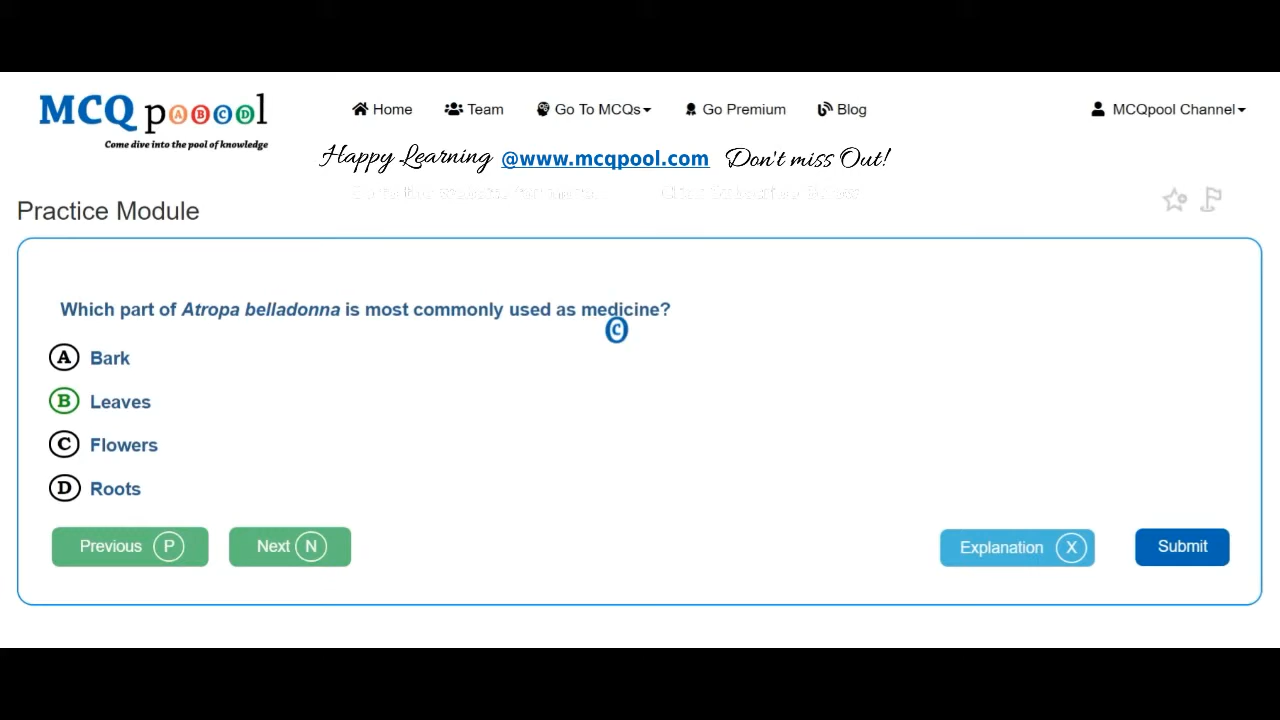 MCQ pABCDl
Come dive into the pool of knowledge
Home Team Go To MCQs Go Premium Blog MCQpool Channel
Happy Learning @www.mcqpool.com Don't miss Out!
Practice Module
Which part of Atropa belladonna is most commonly used as medicine?
C
A Bark
B Leaves
C Flowers
D Roots
Previous P Next N Explanation X Submit